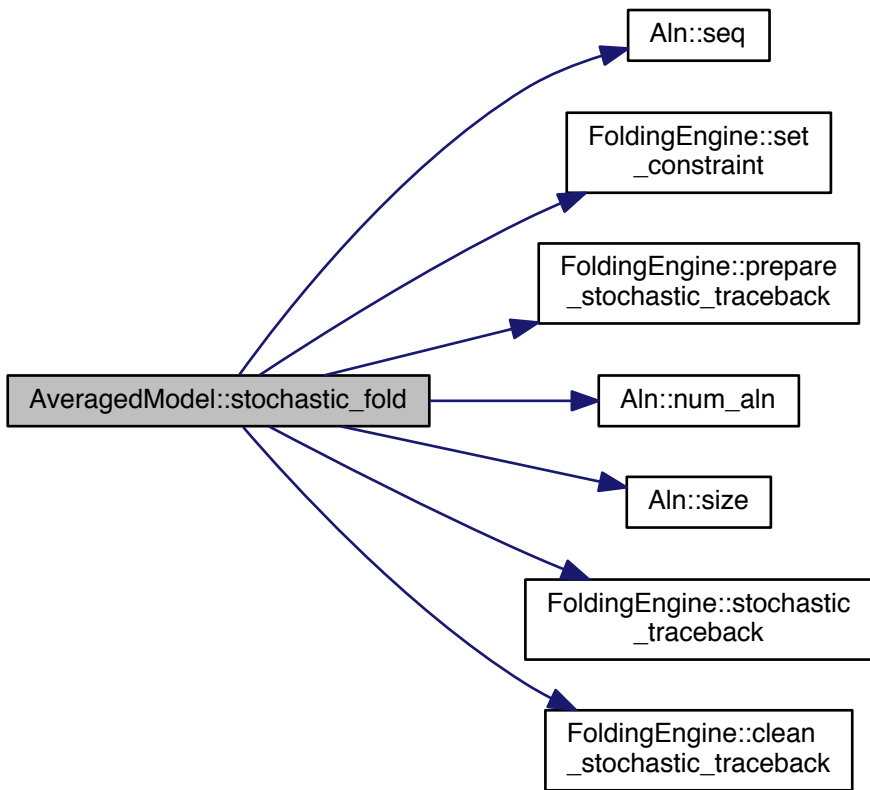 Aln::seq
FoldingEngine::set
_constraint
FoldingEngine::prepare
_stochastic_traceback
AveragedModel::stochastic_fold
Aln::num_aln
Aln::size
FoldingEngine::stochastic
_traceback
FoldingEngine::clean
_stochastic_traceback